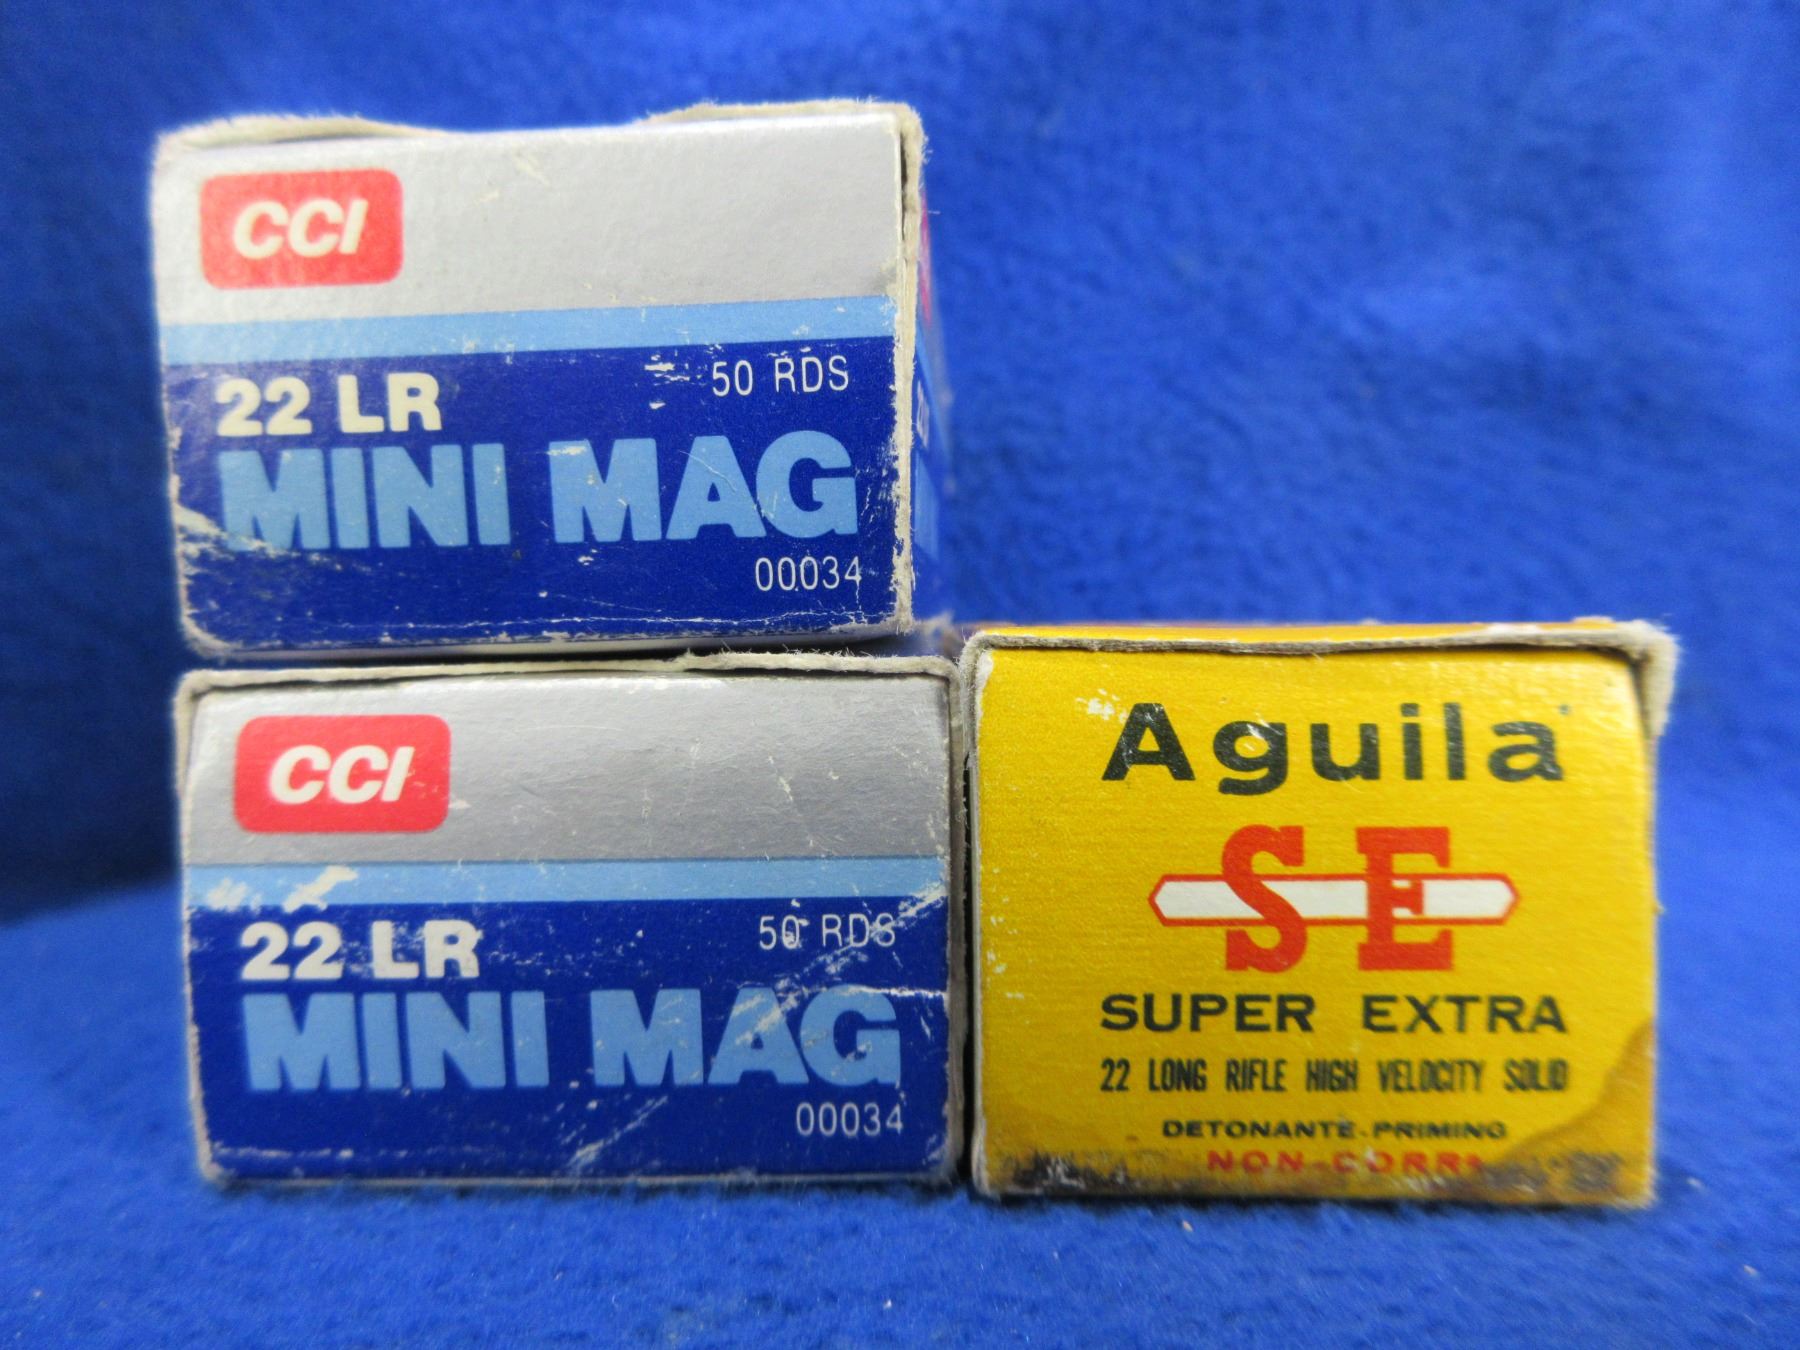 CCI
22 LR
50 RDS
MINI MAG
00034
CCI
22 LR
50 RDS
MINI MAG
00034
Aguila
SE
SUPER EXTRA
22 LONG RIFLE HIGH VELOCITY SOLID
DETONANTE-PRIMING